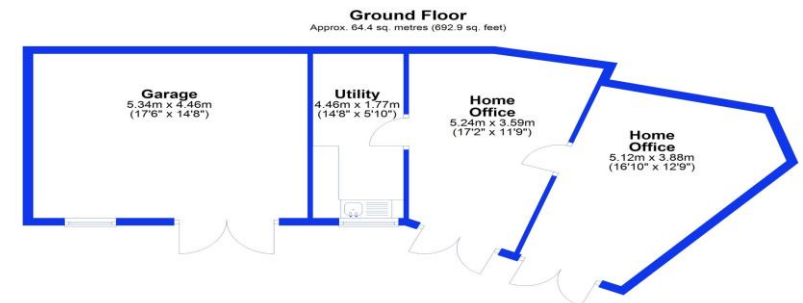 Ground Floor
Approx. 64.4 sq. metres (692.9 sq. feet)
Garage
5.34m x 4.46m
(17'6" x 14'8")
Utility
4.46m x 1.77m
(14'8" x 5'10")
Home
Office
5.24m x 3.59m
(17'2" x 11'9")
Home
Office
5.12m x 3.88m
(16'10" x 12'9")